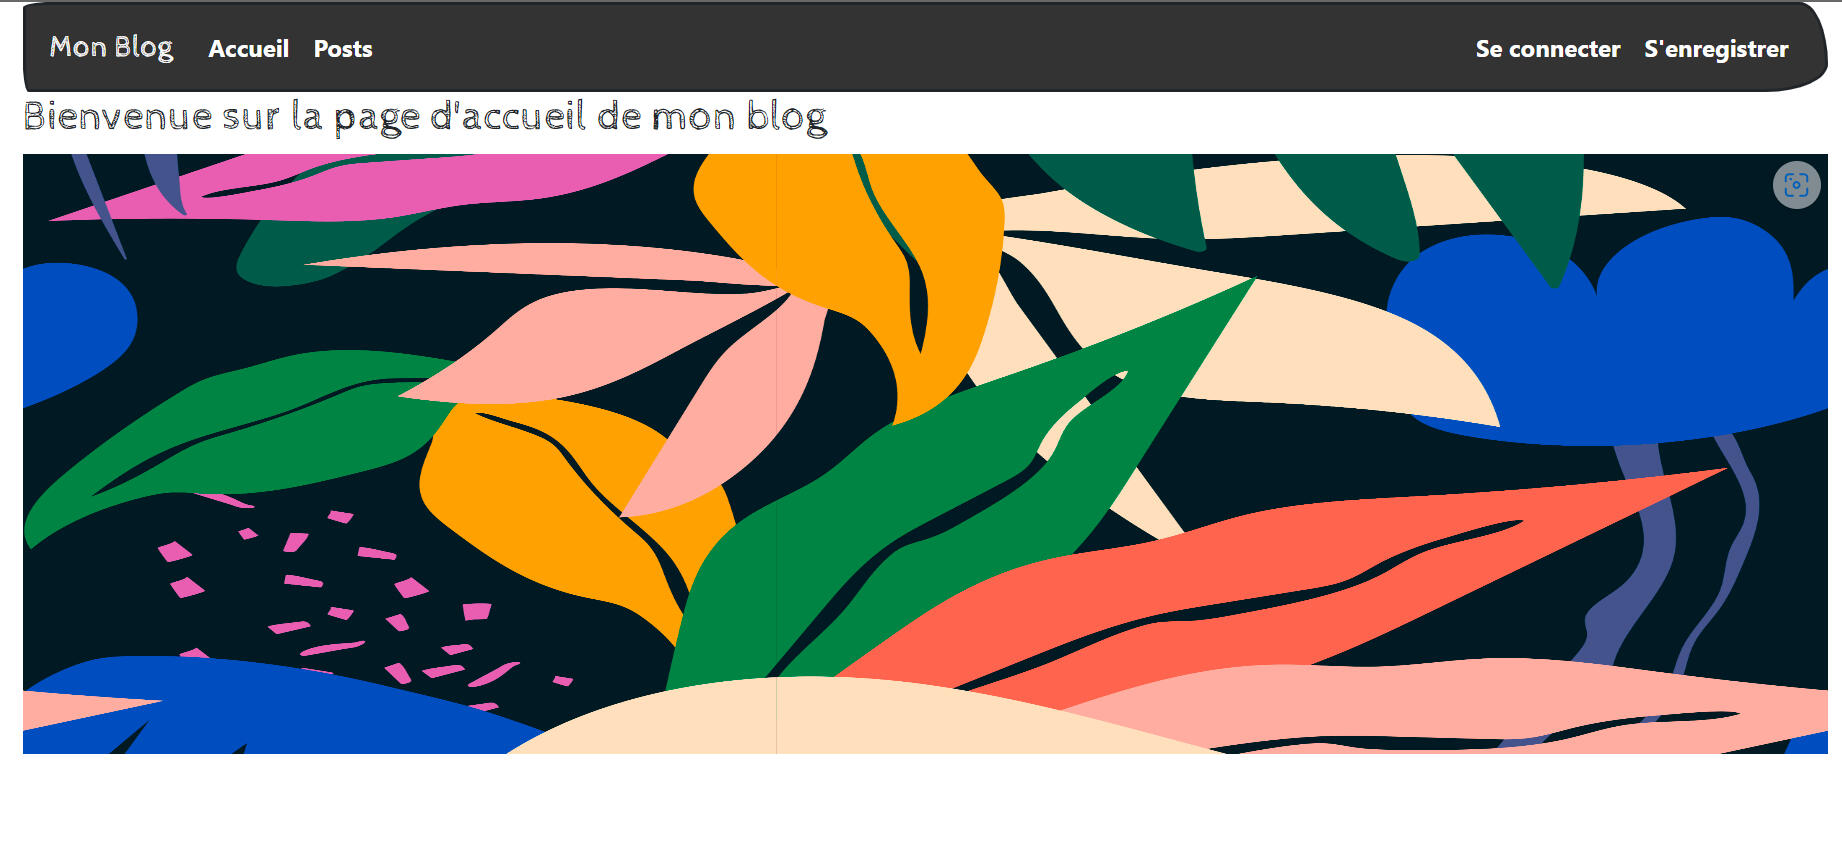 Mon Blog Accueil Posts Se connecter S'enregistrer
Bienvenue sur la page d'accueil de mon blog